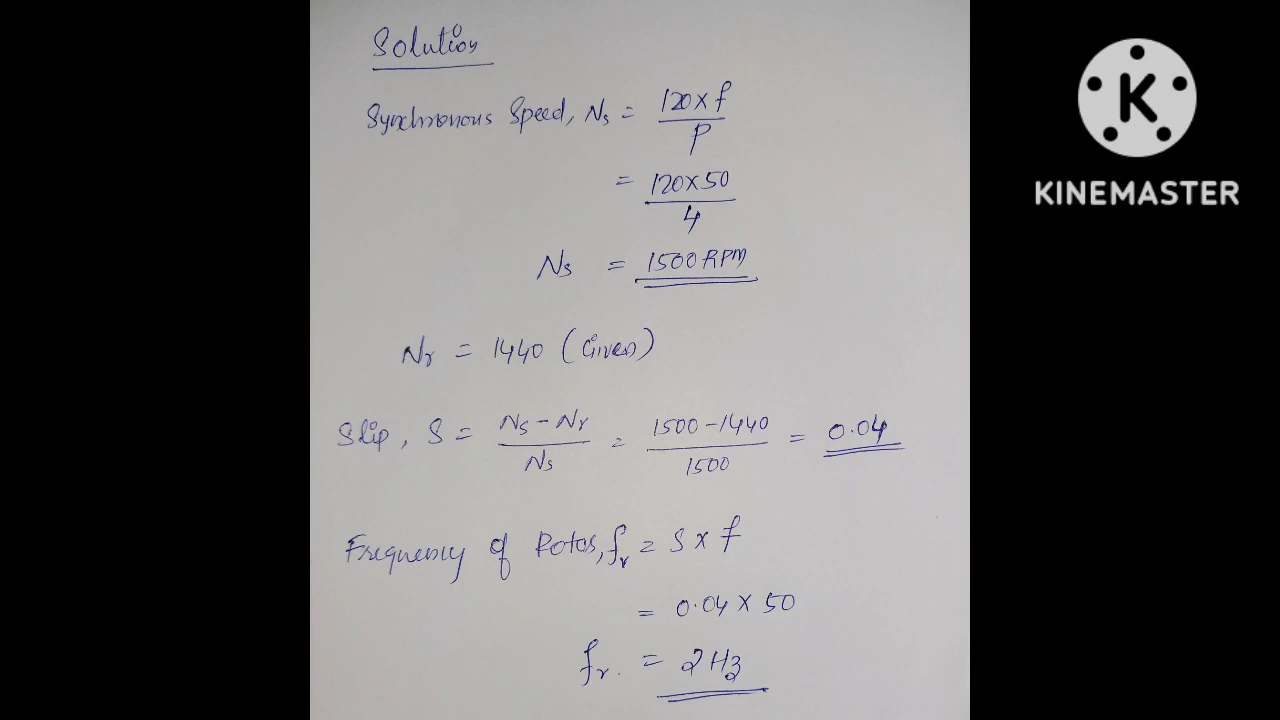 Solution
Synchronous Speed, Ns = 120 x f / P
= 120 x 50 / 4
Ns = 1500 RPM
Nr = 1440 (Given)
Slip, S = Ns - Nr / Ns = 1500 - 1440 / 1500 = 0.04
Frequency of Rotor, fr = S x f
= 0.04 x 50
fr. = 2 Hz
K
KINEMASTER